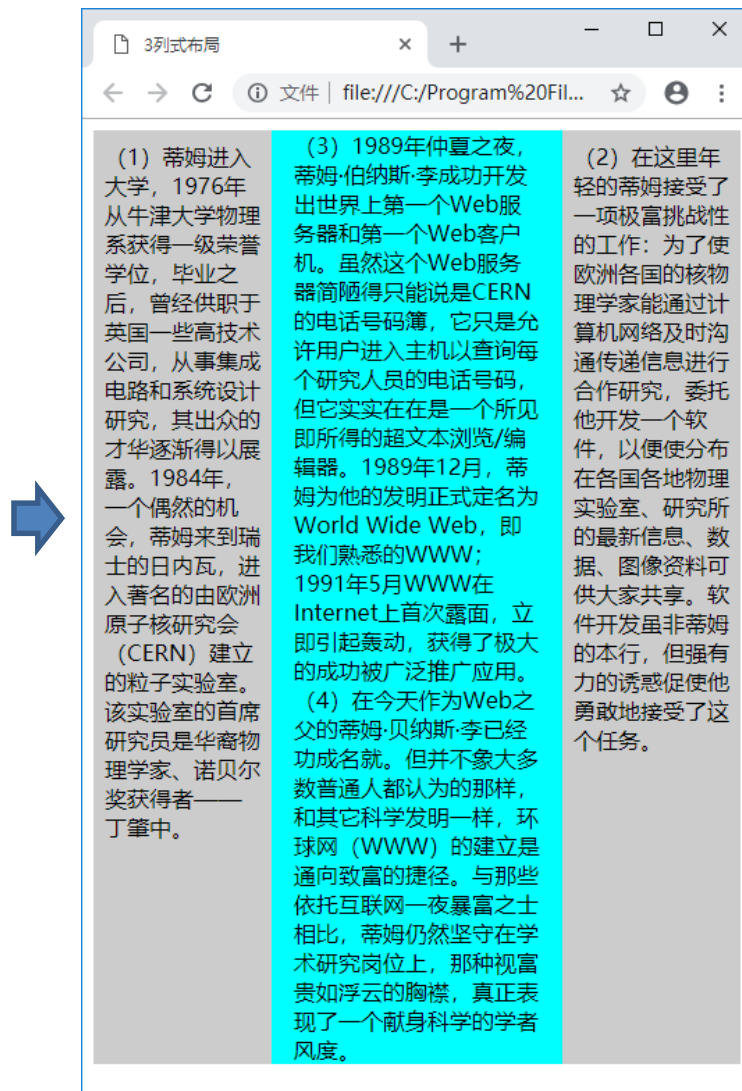 3列式布局
文件 file:///C:/Program%20Fil...
（1）蒂姆进入
大学，1976年
从牛津大学物理
系获得一级荣誉
学位，毕业之
后，曾经供职于
英国一些高技术
公司，从事集成
电路和系统设计
研究，其出众的
才华逐渐得以展
露。1984年，
一个偶然的机
会，蒂姆来到瑞
士的日内瓦，进
入著名的由欧洲
原子核研究会
（CERN）建立
的粒子实验室。
该实验室的首席
研究员是华裔物
理学家、诺贝尔
奖获得者——
丁肇中。
（3）1989年仲夏之夜，
蒂姆·伯纳斯·李成功开发
出世界上第一个Web服
务器和第一个Web客户
机。虽然这个Web服务
器简陋得只能说是CERN
的电话号码簿，它只是允
许用户进入主机以查询每
个研究人员的电话号码，
但它实实在在是一个所见
即所得的超文本浏览/编
辑器。1989年12月，蒂
姆为他的发明正式定名为
World Wide Web，即
我们熟悉的WWW；
1991年5月WWW在
Internet上首次露面，立
即引起轰动，获得了极大
的成功被广泛推广应用。
（4）在今天作为Web之
父的蒂姆·贝纳斯·李已经
功成名就。但并不象大多
数普通人都认为的那样，
和其它科学发明一样，环
球网（WWW）的建立是
通向致富的捷径。与那些
依托互联网一夜暴富之士
相比，蒂姆仍然坚守在学
术研究岗位上，那种视富
贵如浮云的胸襟，真正表
现了一个献身科学的学者
风度。
（2）在这里年
轻的蒂姆接受了
一项极富挑战性
的工作：为了使
欧洲各国的核物
理学家能通过计
算机网络及时沟
通传递信息进行
合作研究，委托
他开发一个软
件，以便使分布
在各国各地物理
实验室、研究所
的最新信息、数
据、图像资料可
供大家共享。软
件开发虽非蒂姆
的本行，但强有
力的诱惑促使他
勇敢地接受了这
个任务。